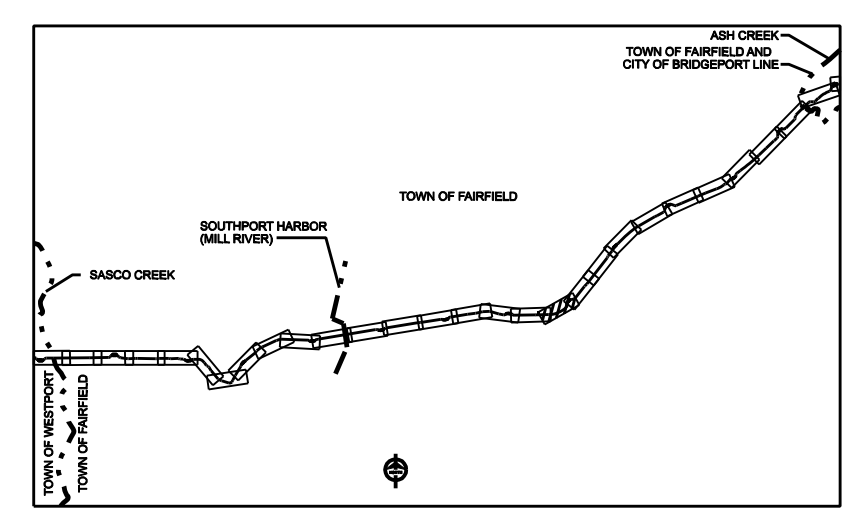 ASH CREEK
TOWN OF FAIRFIELD AND
CITY OF BRIDGEPORT LINE
TOWN OF FAIRFIELD
SOUTHPORT HARBOR
(MILL RIVER)
SASCO CREEK
TOWN OF WESTPORT
TOWN OF FAIRFIELD